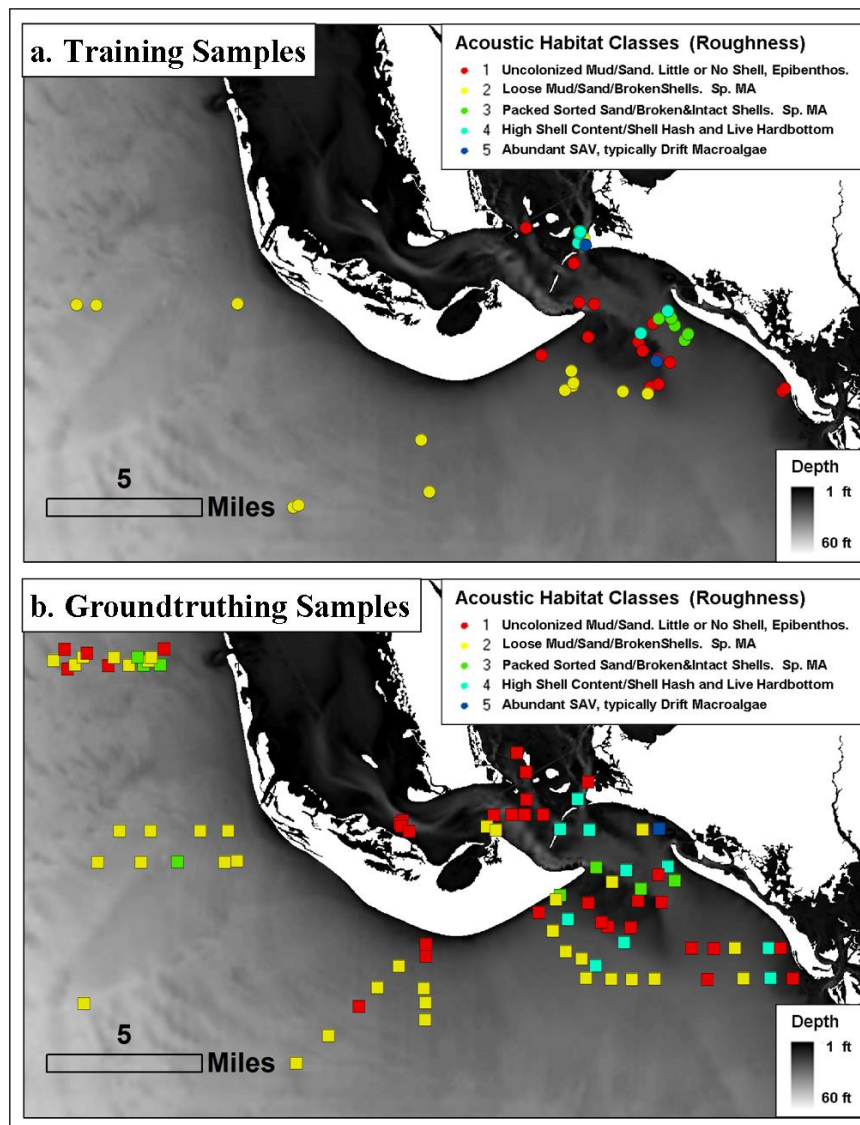 a. Training Samples
Acoustic Habitat Classes (Roughness)
1 Uncolonized Mud/Sand. Little or No Shell, Epibenthos.
2 Loose Mud/Sand/BrokenShells. Sp. MA
3 Packed Sorted Sand/Broken&Intact Shells. Sp. MA
4 High Shell Content/Shell Hash and Live Hardbottom
5 Abundant SAV, typically Drift Macroalgae
5
Miles
Depth
1 ft
60 ft
b. Groundtruthing Samples
Acoustic Habitat Classes (Roughness)
1 Uncolonized Mud/Sand. Little or No Shell, Epibenthos.
2 Loose Mud/Sand/BrokenShells. Sp. MA
3 Packed Sorted Sand/Broken&Intact Shells. Sp. MA
4 High Shell Content/Shell Hash and Live Hardbottom
5 Abundant SAV, typically Drift Macroalgae
5
Miles
Depth
1 ft
60 ft